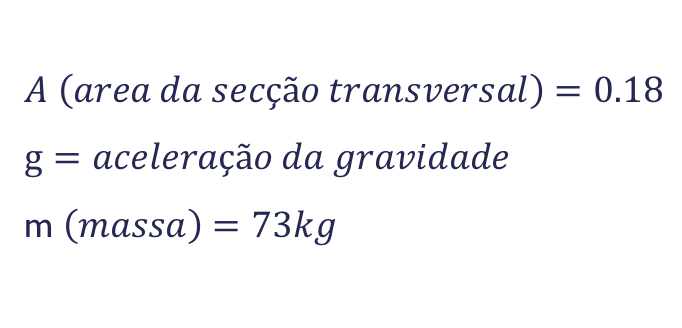 A (area da secção transversal) = 0.18
g = aceleração da gravidade
m (massa) = 73kg